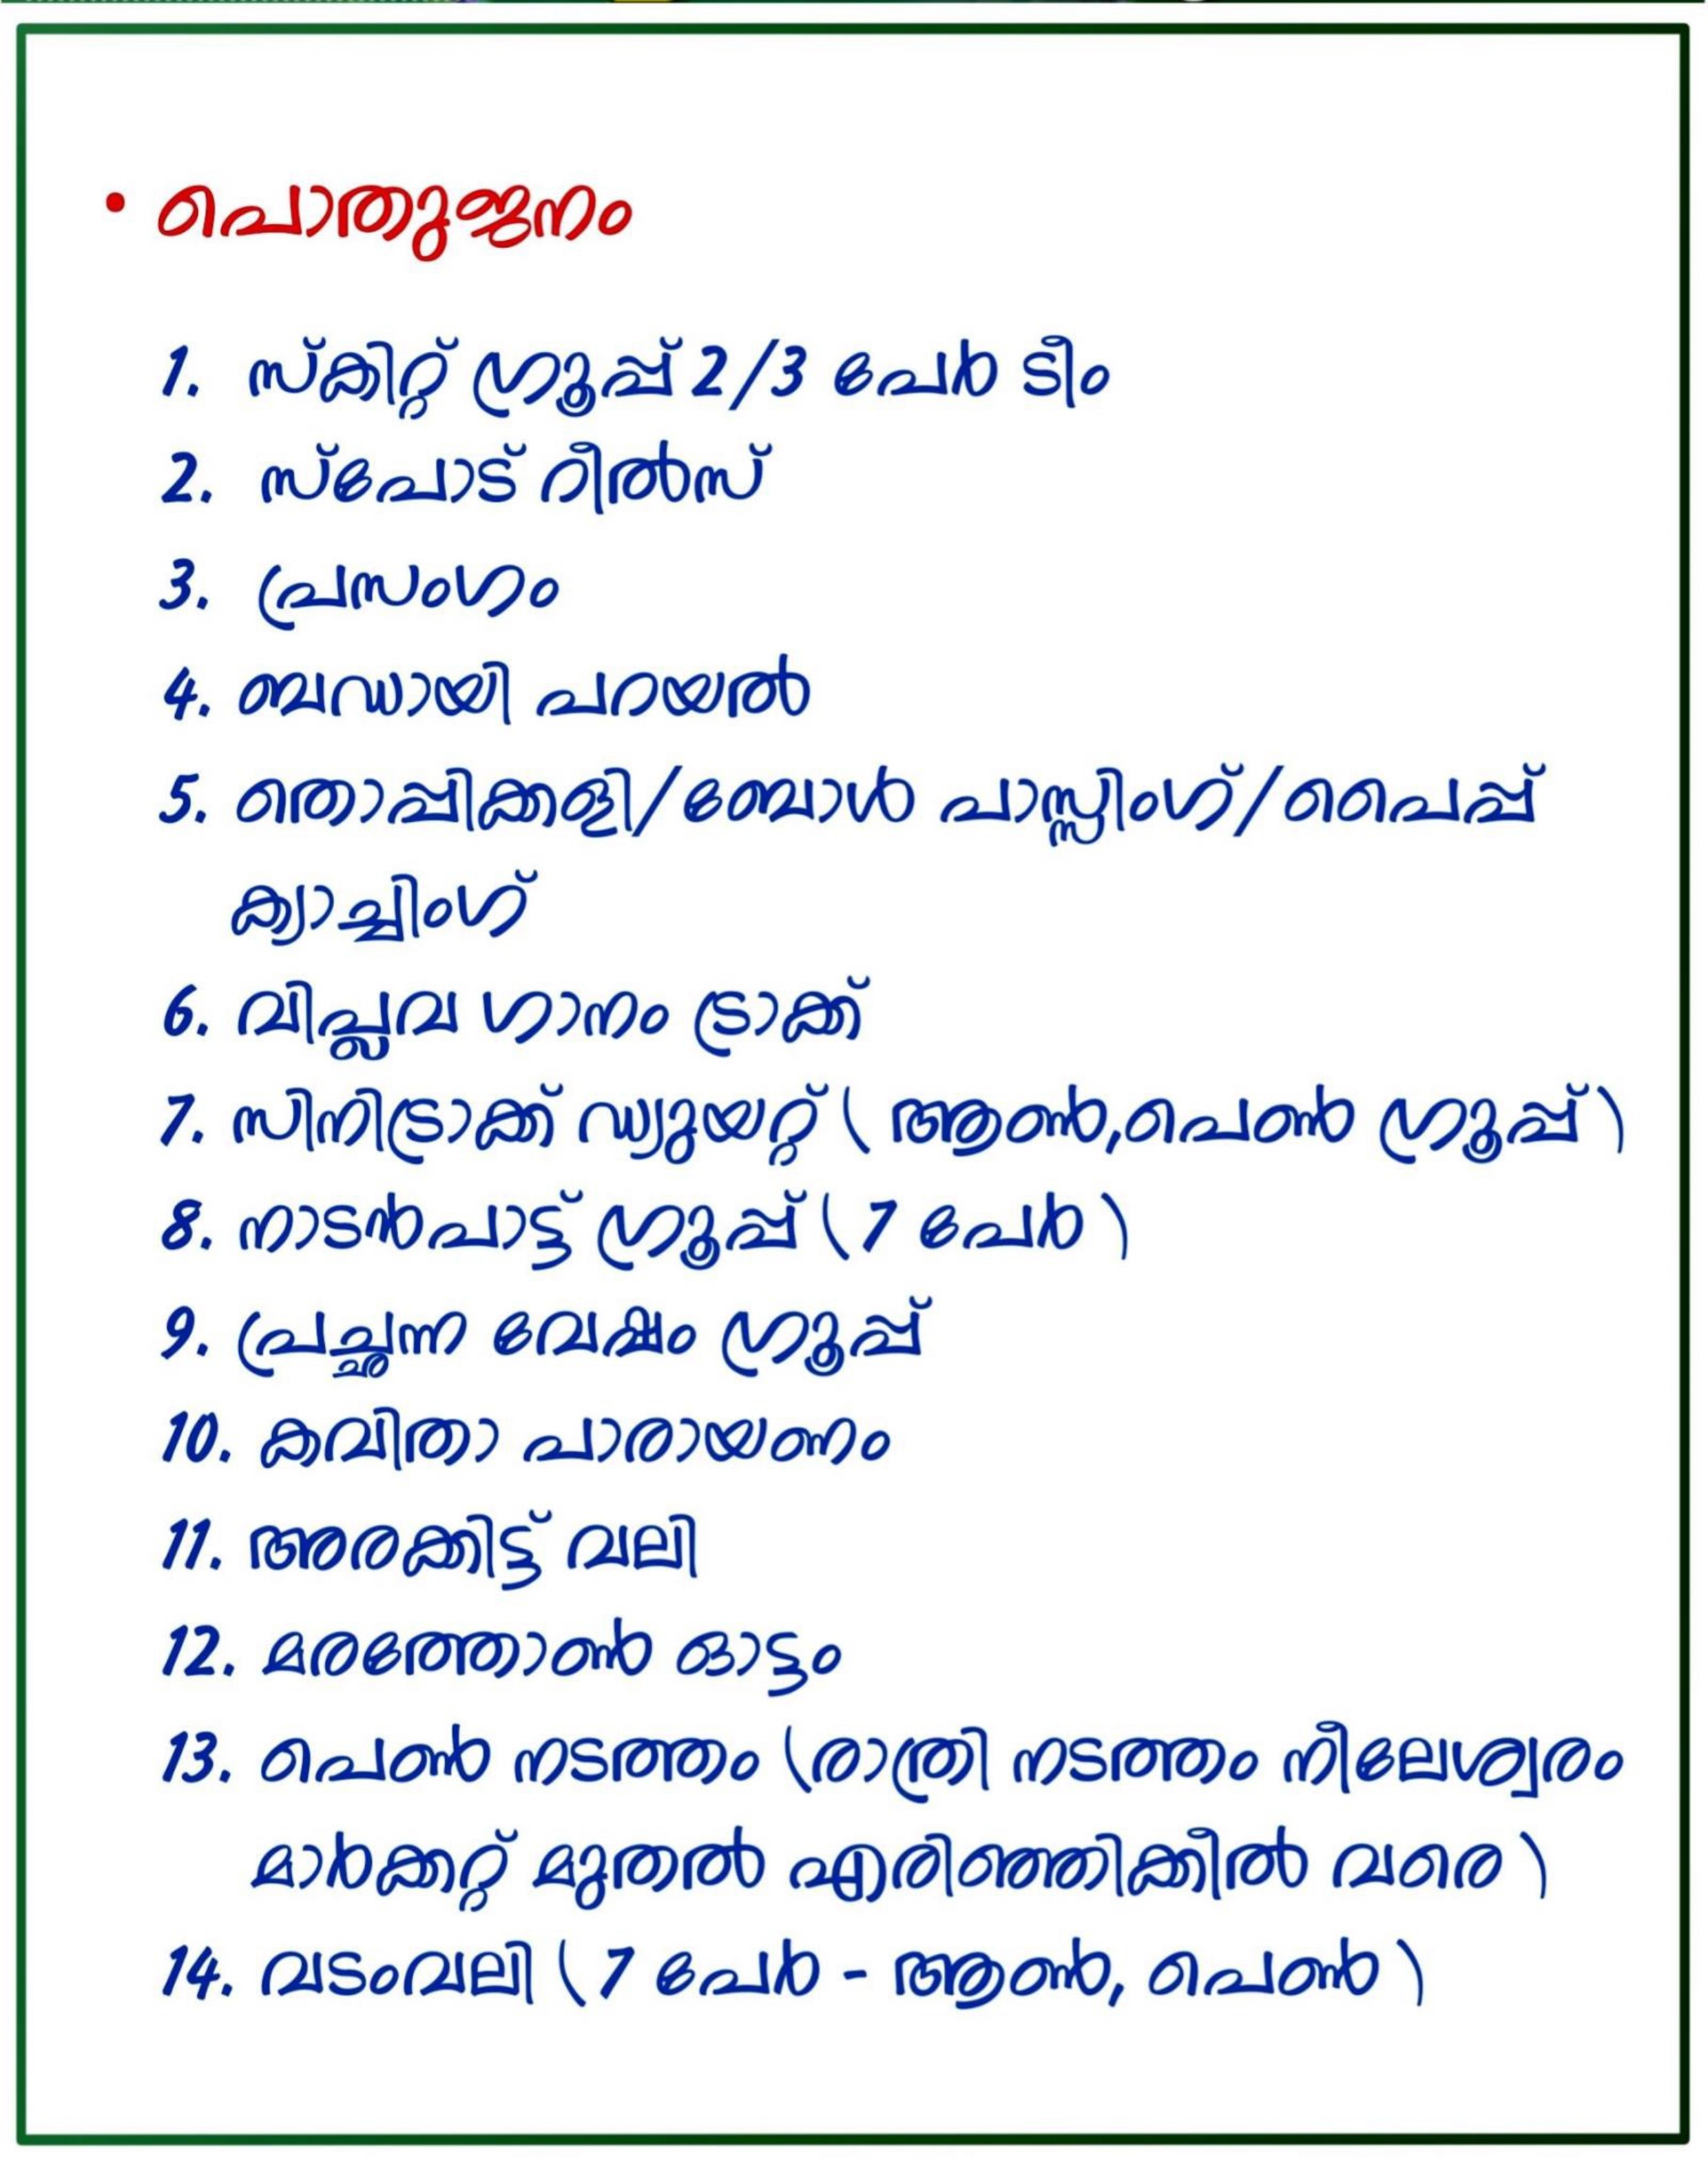 • പൊതുജനം
1. സ്കിറ്റ് ഗ്രൂപ്പ് 2/3 പേർ ടീം
2. സ്പോട് റീൽസ്
3. പ്രസംഗം
4. ബഡായി പറയൽ
5. തൊപ്പിക്കളി/ബോൾ പാസ്സിംഗ്/പൈപ്പ്
ക്യാച്ചിംഗ്
6. വിപ്ലവ ഗാനം ട്രാക്ക്
7. സിനിട്രാക്ക് ഡ്യുയറ്റ് ( ആൺ,പെൺ ഗ്രൂപ്പ് )
8. നാടൻപാട്ട് ഗ്രൂപ്പ് ( 7 പേർ )
9. പ്രച്ഛന്ന വേഷം ഗ്രൂപ്പ്
10. കവിതാ പാരായണം
11. അരക്കിട്ട് വലി
12. മരത്തോൺ ഓട്ടം
13. പെൺ നടത്തം (രാത്രി നടത്തം നീലേശ്വരം
മാർക്കറ്റ് മുതൽ എരിഞ്ഞിക്കീൽ വരെ )
14. വടംവലി ( 7 പേർ - ആൺ, പെൺ )